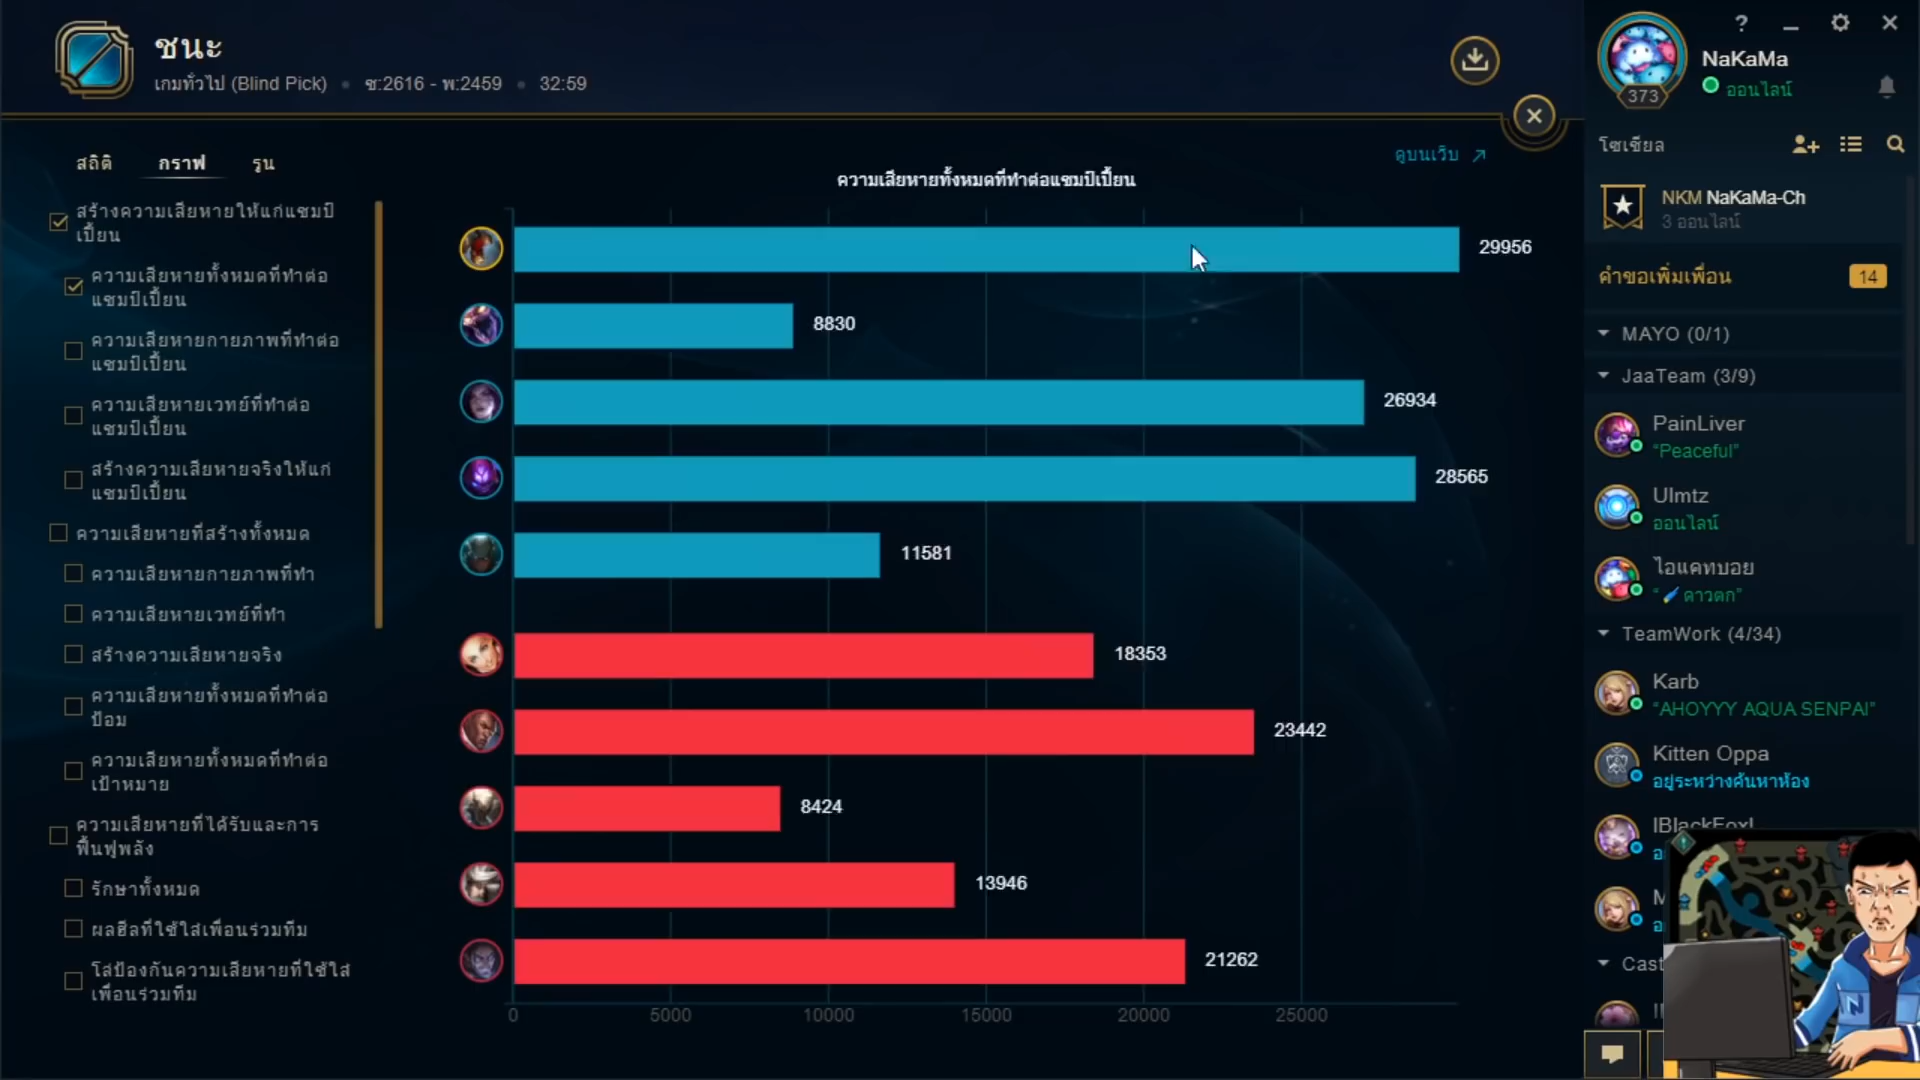 ชนะ
เกมทั่วไป (Blind Pick) • ช:2616 - พ:2459 • 32:59
สถิติ
กราฟ
รูน
สร้างความเสียหายให้แก่แชมป์
เปี้ยน
ความเสียหายทั้งหมดที่ทำต่อ
แชมป์เปี้ยน
ความเสียหายกายภาพที่ทำต่อ
แชมป์เปี้ยน
ความเสียหายเวทย์ที่ทำต่อ
แชมป์เปี้ยน
สร้างความเสียหายจริงให้แก่
แชมป์เปี้ยน
ความเสียหายที่สร้างทั้งหมด
ความเสียหายกายภาพที่ทำ
ความเสียหายเวทย์ที่ทำ
สร้างความเสียหายจริง
ความเสียหายทั้งหมดที่ทำต่อ
ป้อม
ความเสียหายทั้งหมดที่ทำต่อ
เป้าหมาย
ความเสียหายที่ได้รับและการ
ฟื้นฟูพลัง
รักษาทั้งหมด
ผลฮีลที่ใช้ใส่เพื่อนร่วมทีม
โล่ป้องกันความเสียหายที่ใช้ใส่
เพื่อนร่วมทีม
ดูบนเว็บ
ความเสียหายทั้งหมดที่ทำต่อแชมป์เปี้ยน
29956
8830
26934
28565
11581
18353
23442
8424
13946
21262
0
5000
10000
15000
20000
25000
?
373
NaKaMa
ออนไลน์
โซเชียล
NKM NaKaMa-Ch
3 ออนไลน์
คำขอเพิ่มเพื่อน
14
MAYO (0/1)
JaaTeam (3/9)
PainLiver
“Peaceful”
Ulmtz
ออนไลน์
ไอแคทบอย
“ดาวตก”
TeamWork (4/34)
Karb
“AHOYYY AQUA SENPAI”
Kitten Oppa
อยู่ระหว่างค้นหาห้อง
M
Cast
N